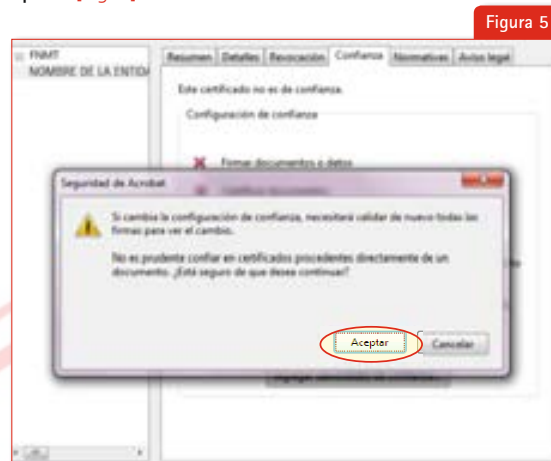 Figura 5
FNMT
NOMBRE DE LA ENTIDA
Resumen Detalles Revocación Confianza Normativas Aviso legal
Este certificado no es de confianza.
Configuración de confianza
Firmar documentos o datos
Seguridad de Acrobat
Si cambia la configuración de confianza, necesitará validar de nuevo todas las
firmas para ver el cambio.
No es prudente confiar en certificados procedentes directamente de un
documento. ¿Está seguro de que desea continuar?
Aceptar Cancelar